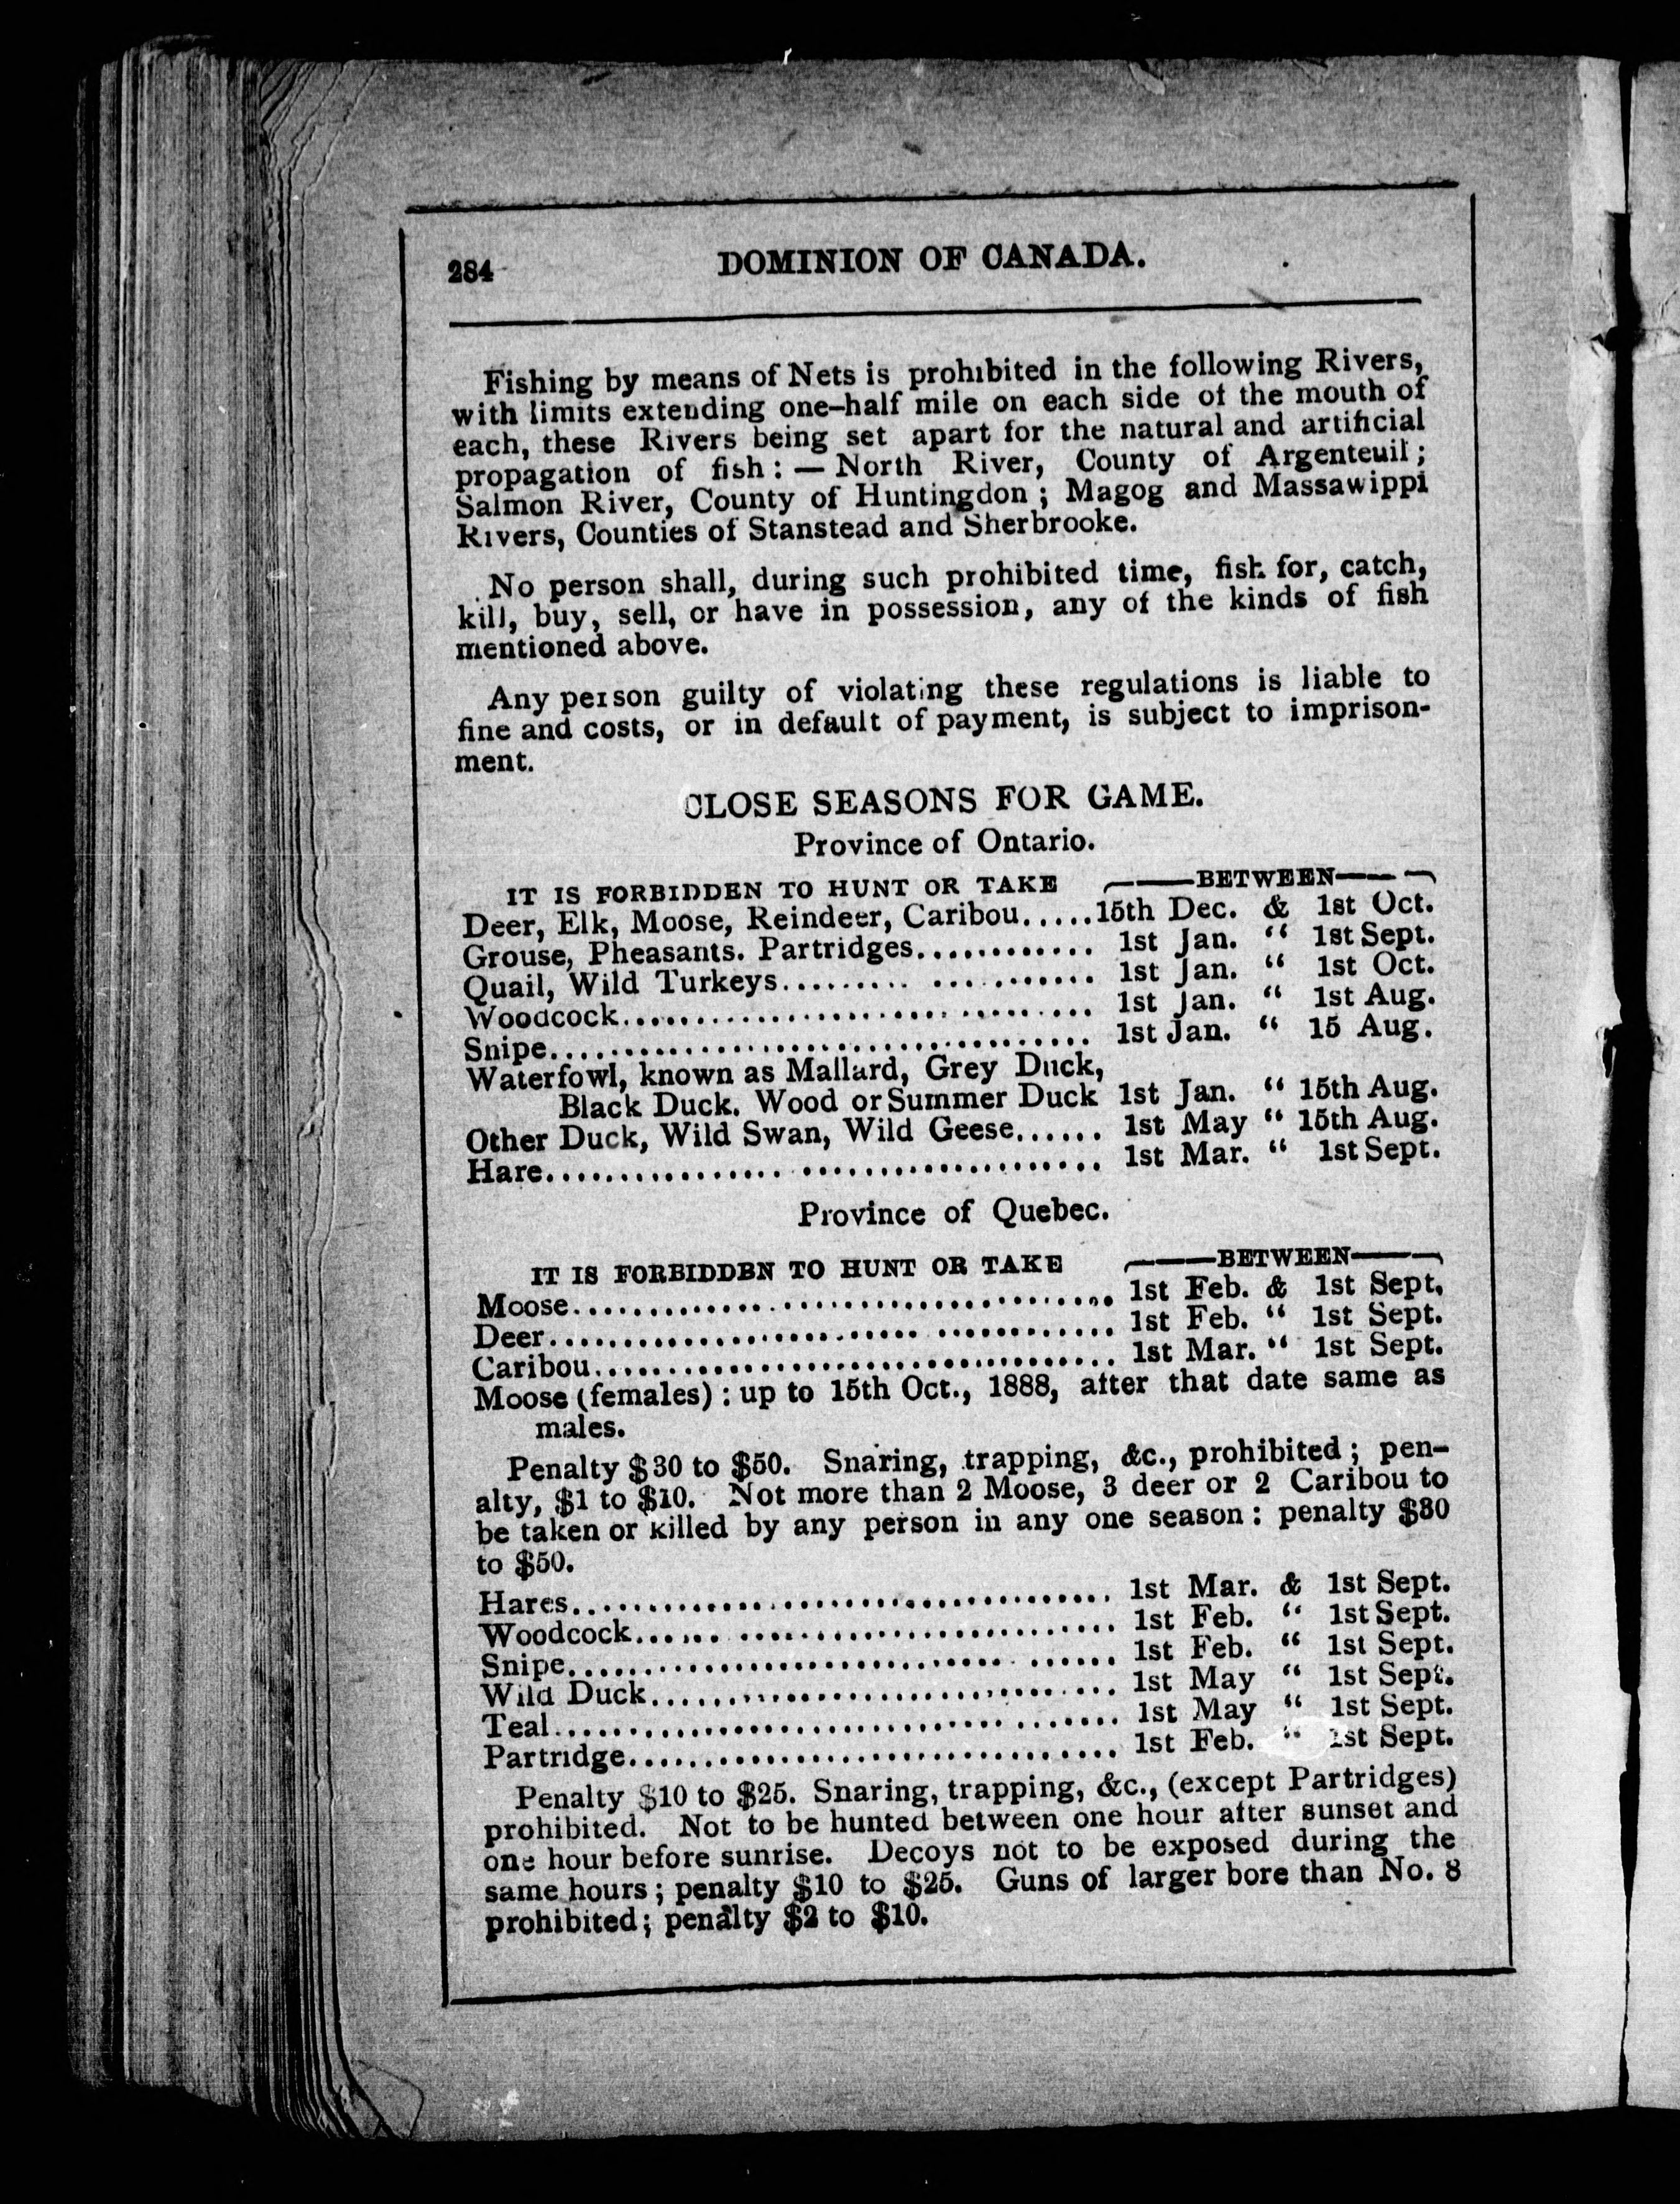 284 DOMINION OF CANADA.
Fishing by means of Nets is prohibited in the following Rivers,
with limits extending one-half mile on each side of the mouth of
each, these Rivers being set apart for the natural and artificial
propagation of fish: — North River, County of Argenteuil;
Salmon River, County of Huntingdon; Magog and Massawippi
Rivers, Counties of Stanstead and Sherbrooke.
No person shall, during such prohibited time, fish for, catch,
kill, buy, sell, or have in possession, any of the kinds of fish
mentioned above.
Any person guilty of violating these regulations is liable to
fine and costs, or in default of payment, is subject to imprison-
ment.
CLOSE SEASONS FOR GAME.
Province of Ontario.
IT IS FORBIDDEN TO HUNT OR TAKE ——BETWEEN——
Deer, Elk, Moose, Reindeer, Caribou.....15th Dec. & 1st Oct.
Grouse, Pheasants. Partridges............ 1st Jan. “ 1st Sept.
Quail, Wild Turkeys......... ........... 1st Jan. “ 1st Oct.
Woodcock................................ 1st Jan. “ 1st Aug.
Snipe.................................... 1st Jan. “ 15 Aug.
Waterfowl, known as Mallard, Grey Duck,
Black Duck. Wood or Summer Duck 1st Jan. “ 15th Aug.
Other Duck, Wild Swan, Wild Geese...... 1st May “ 15th Aug.
Hare.................................... 1st Mar. “ 1st Sept.
Province of Quebec.
IT IS FORBIDDBN TO HUNT OR TAKE ——BETWEEN——
Moose.................................... 1st Feb. & 1st Sept.
Deer..................................... 1st Feb. “ 1st Sept.
Caribou.................................. 1st Mar. “ 1st Sept.
Moose (females) : up to 15th Oct., 1888, after that date same as
males.
Penalty $30 to $50. Snaring, trapping, &c., prohibited; pen-
alty, $1 to $10. Not more than 2 Moose, 3 deer or 2 Caribou to
be taken or killed by any person in any one season: penalty $30
to $50.
Hares.................................... 1st Mar. & 1st Sept.
Woodcock................................ 1st Feb. “ 1st Sept.
Snipe.................................... 1st Feb. “ 1st Sept.
Wild Duck............................... 1st May “ 1st Sept.
Teal..................................... 1st May “ 1st Sept.
Partridge................................ 1st Feb. “ 1st Sept.
Penalty $10 to $25. Snaring, trapping, &c., (except Partridges)
prohibited. Not to be hunted between one hour after sunset and
one hour before sunrise. Decoys not to be exposed during the
same hours; penalty $10 to $25. Guns of larger bore than No. 8
prohibited; penalty $2 to $10.